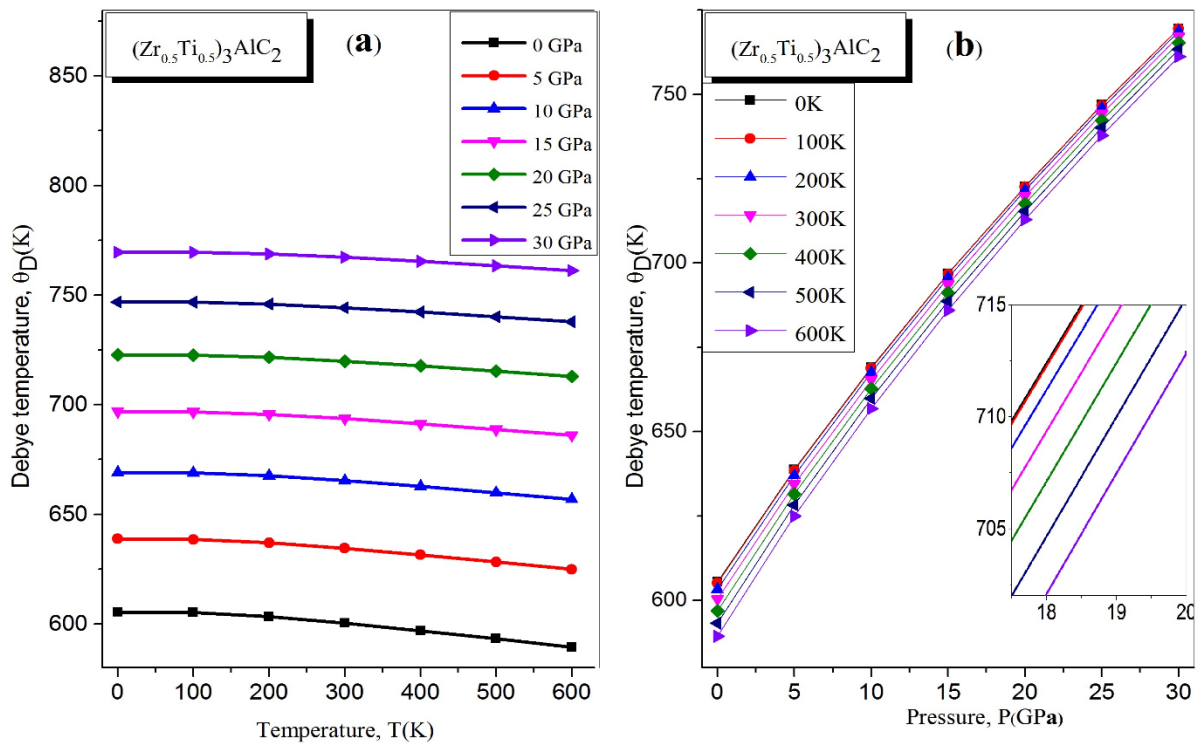 (Zr0.5Ti0.5)3AlC2
(a)
0 GPa
5 GPa
10 GPa
15 GPa
20 GPa
25 GPa
30 GPa
850
800
750
700
650
600
Debye temperature, θD(K)
0 100 200 300 400 500 600
Temperature, T(K)
(Zr0.5Ti0.5)3AlC2
(b)
0K
100K
200K
300K
400K
500K
600K
750
700
650
600
Debye temperature, θD(K)
715
710
705
18 19 20
0 5 10 15 20 25 30
Pressure, P(GPa)